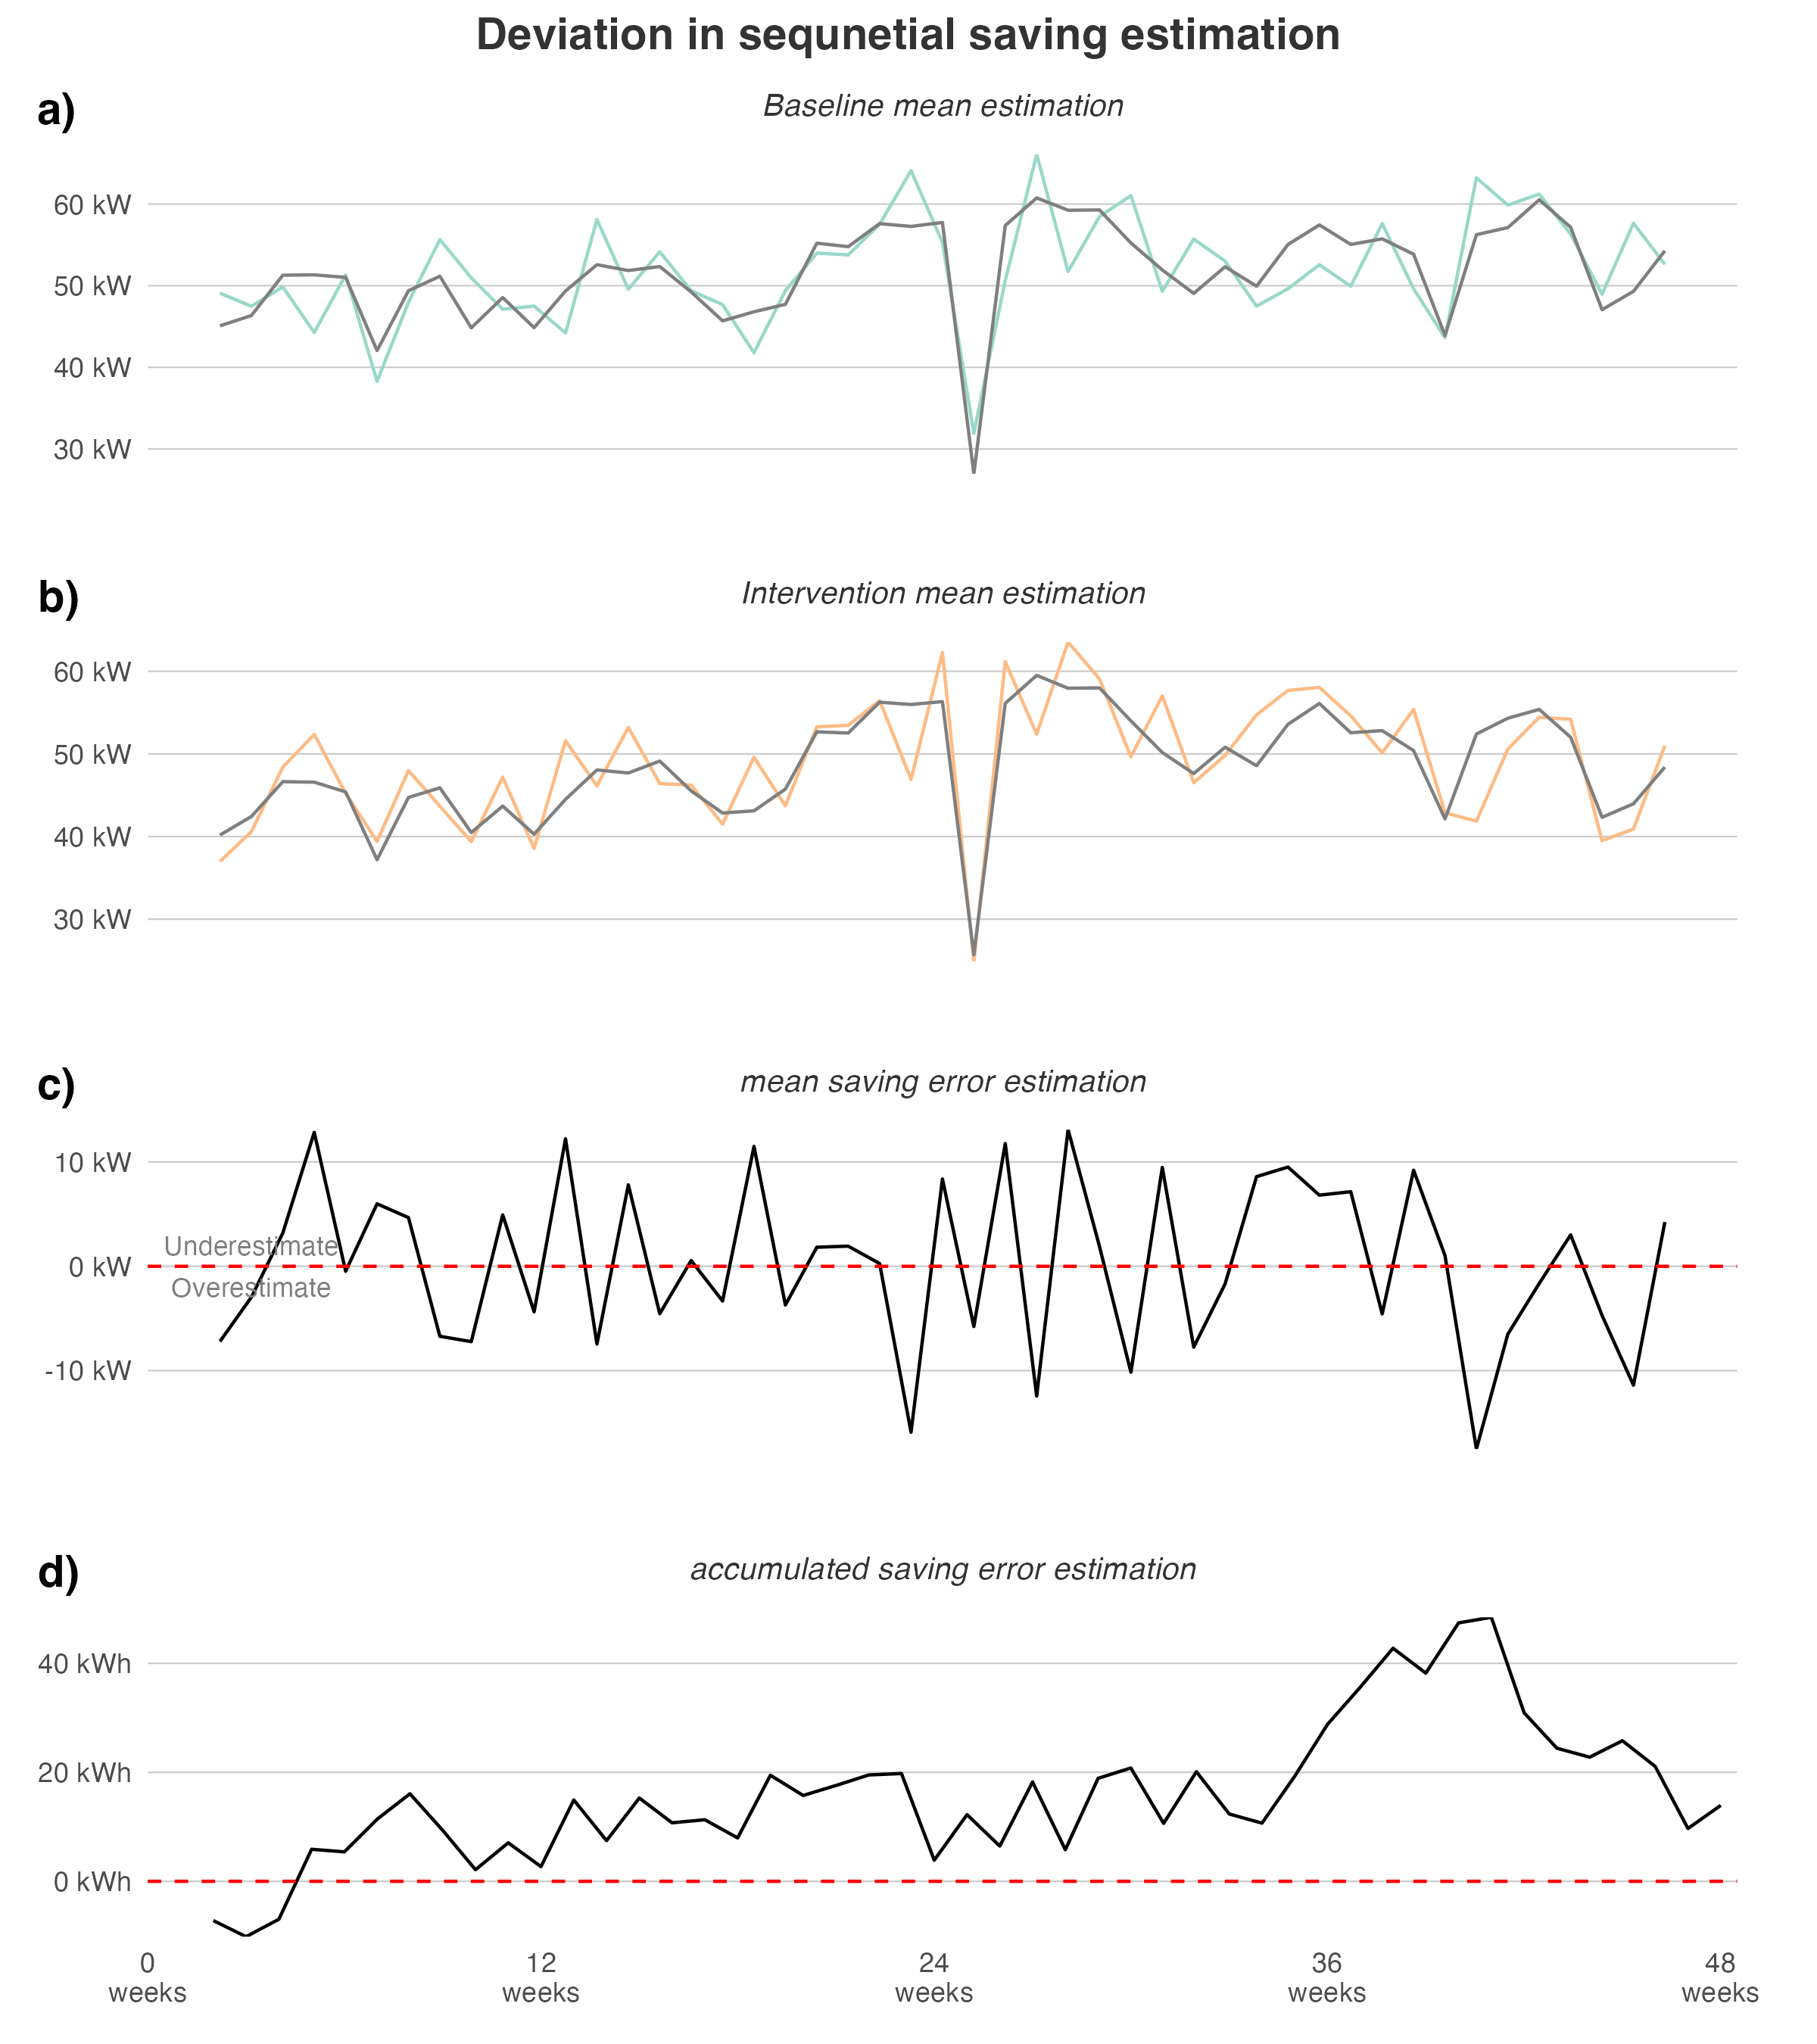 Deviation in sequnetial saving estimation
a)
Baseline mean estimation
60 kW
50 kW
40 kW
30 kW
b)
Intervention mean estimation
60 kW
50 kW
40 kW
30 kW
c)
mean saving error estimation
10 kW
Underestimate
0 kW
Overestimate
-10 kW
d)
accumulated saving error estimation
40 kWh
20 kWh
0 kWh
0 12 24 36 48
weeks weeks weeks weeks weeks